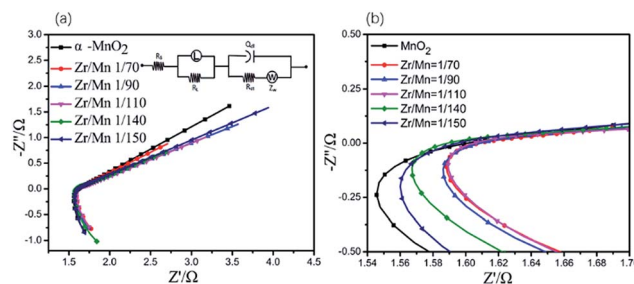 (a)
-Z''/Ω
2.0
1.5
1.0
0.5
0.0
-0.5
-1.0
-3.0
α -MnO2
Zr/Mn 1/70
Zr/Mn 1/90
Zr/Mn 1/110
Zr/Mn 1/140
Zr/Mn 1/150
L
W
1.5 2.0 2.5 3.0 3.5 4.0 4.5
Z'/Ω
(b)
-Z''/Ω
0.25
0.00
-0.25
-0.50
MnO2
Zr/Mn=1/70
Zr/Mn=1/90
Zr/Mn=1/110
Zr/Mn=1/140
Zr/Mn=1/150
1.54 1.56 1.58 1.60 1.62 1.64 1.66 1.68 1.70
Z'/Ω